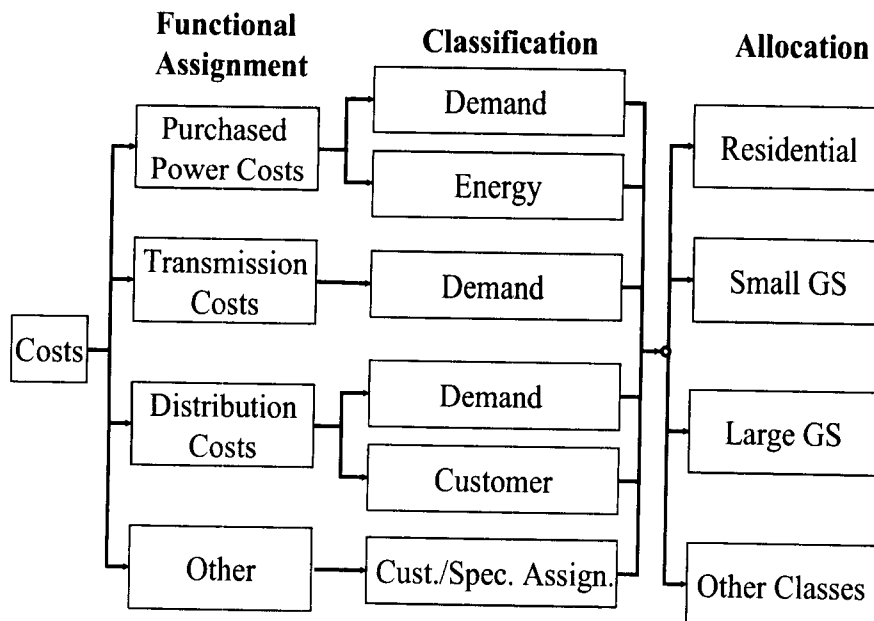 Functional
Assignment
Classification
Allocation
Costs
Purchased
Power Costs
Transmission
Costs
Distribution
Costs
Other
Demand
Energy
Demand
Demand
Customer
Cust./Spec. Assign.
Residential
Small GS
Large GS
Other Classes